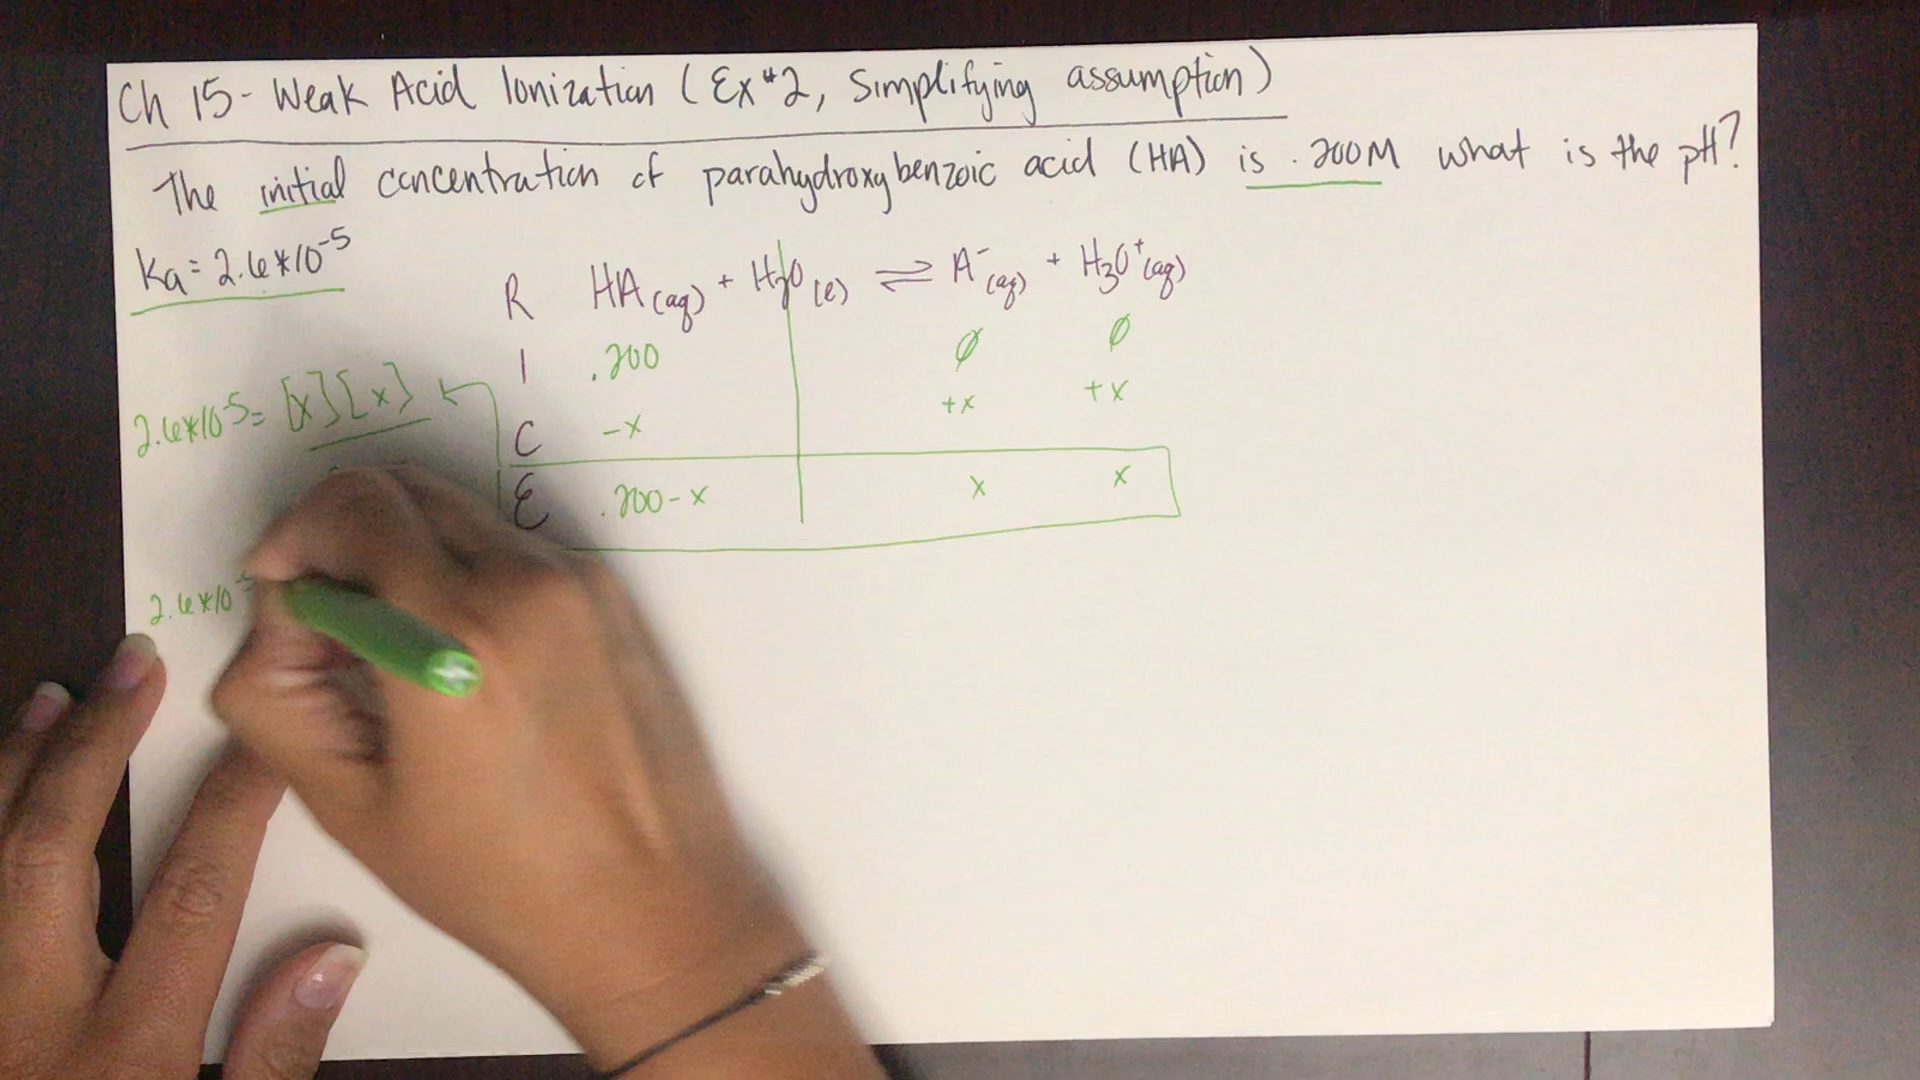 Ch 15 - Weak Acid Ionization (Ex #2, Simplifying assumption)
The initial concentration of parahydroxybenzoic acid (HA) is .200M what is the pH?
Ka = 2.6*10⁻⁵
R HA(aq) + H₂O(l) ⇌ A⁻(aq) + H₃O⁺(aq)
I .200 Ø Ø
C -x +x +x
E .200-x x x
2.6*10⁻⁵ = [x][x]
2.6*10⁻⁵